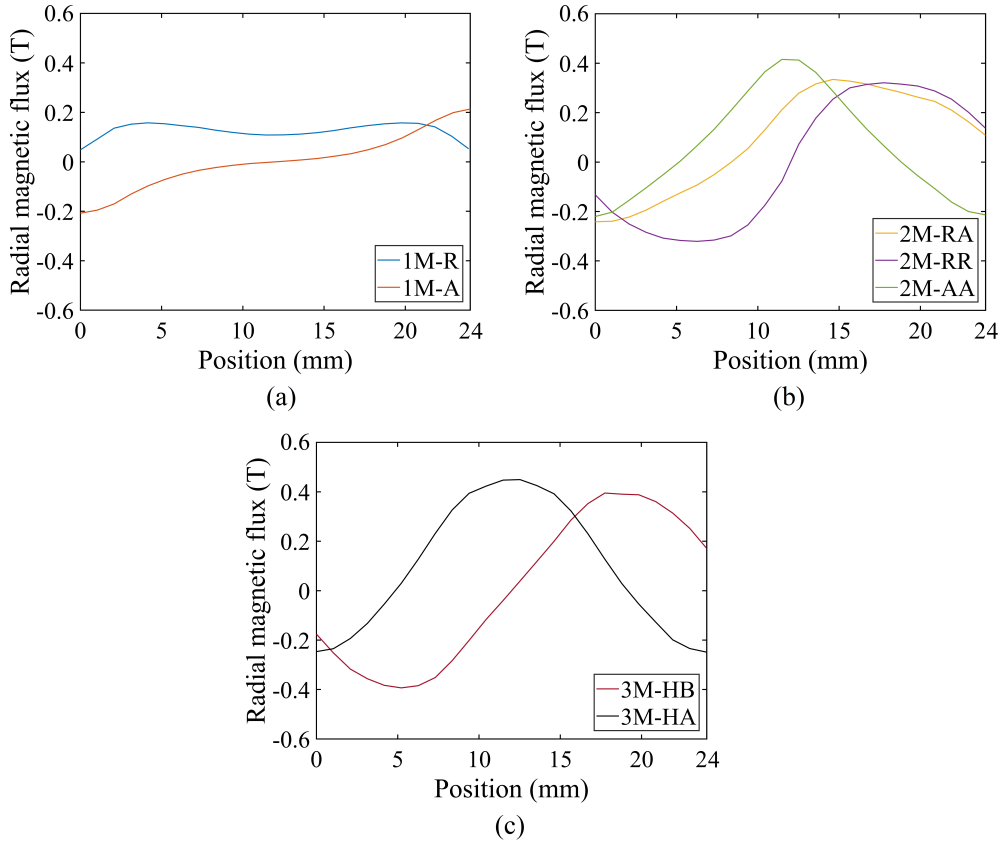 Radial magnetic flux (T)
0.6
0.4
0.2
0
-0.2
-0.4
-0.6
1M-R
1M-A
0 5 10 15 20 24
Position (mm)
(a)
Radial magnetic flux (T)
0.6
0.4
0.2
0
-0.2
-0.4
-0.6
2M-RA
2M-RR
2M-AA
0 5 10 15 20 24
Position (mm)
(b)
Radial magnetic flux (T)
0.6
0.4
0.2
0
-0.2
-0.4
-0.6
3M-HB
3M-HA
0 5 10 15 20 24
Position (mm)
(c)